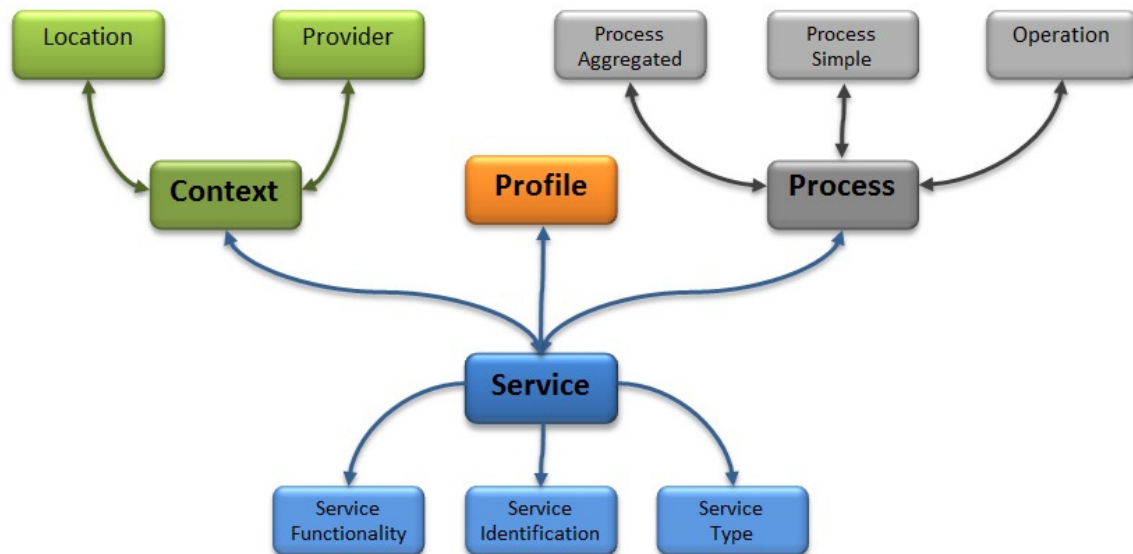 Location
Provider
Process
Aggregated
Process
Simple
Operation
Context
Profile
Process
Service
Service
Functionality
Service
Identification
Service
Type